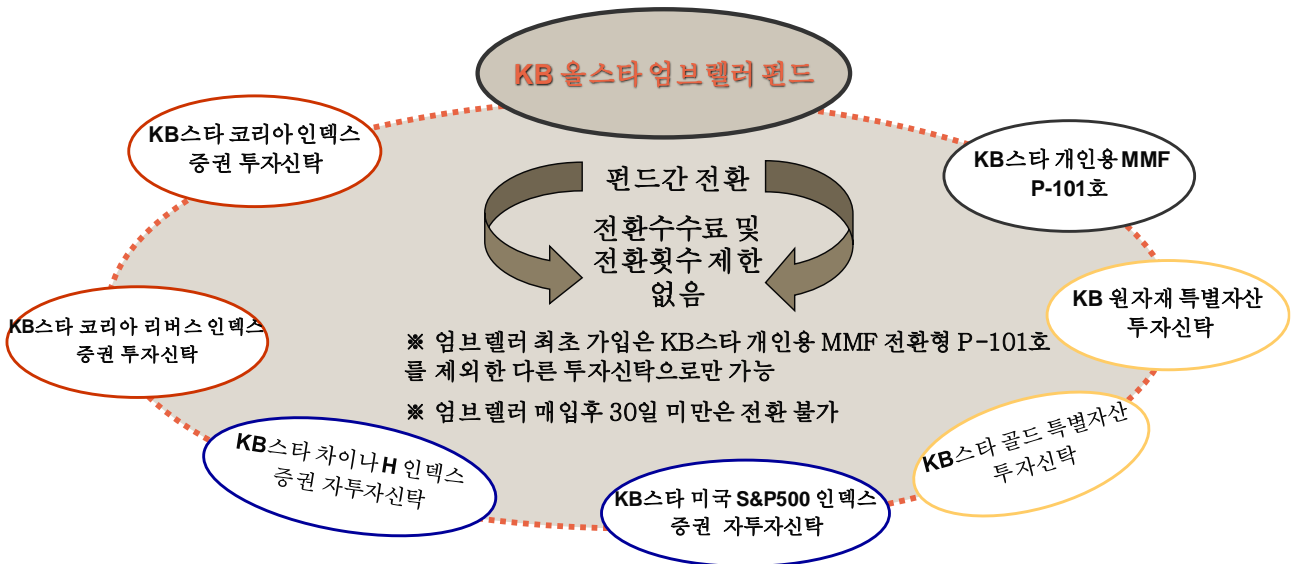 KB 올스타 엄브렐러 펀드
KB스타 코리아 인덱스
증권 투자신탁
KB스타 개인용 MMF
P-101호
펀드간 전환
전환수수료 및
전환횟수 제한
없음
KB 원자재 특별자산
투자신탁
KB스타 코리아 리버스 인덱스
증권 투자신탁
※ 엄브렐러 최초 가입은 KB스타 개인용 MMF 전환형 P-101호
를 제외한 다른 투자신탁으로만 가능
※ 엄브렐러 매입후 30일 미만은 전환 불가
KB스타 골드 특별자산
투자신탁
KB스타 차이나H 인덱스
증권 자투자신탁
KB스타 미국 S&P500 인덱스
증권 자투자신탁